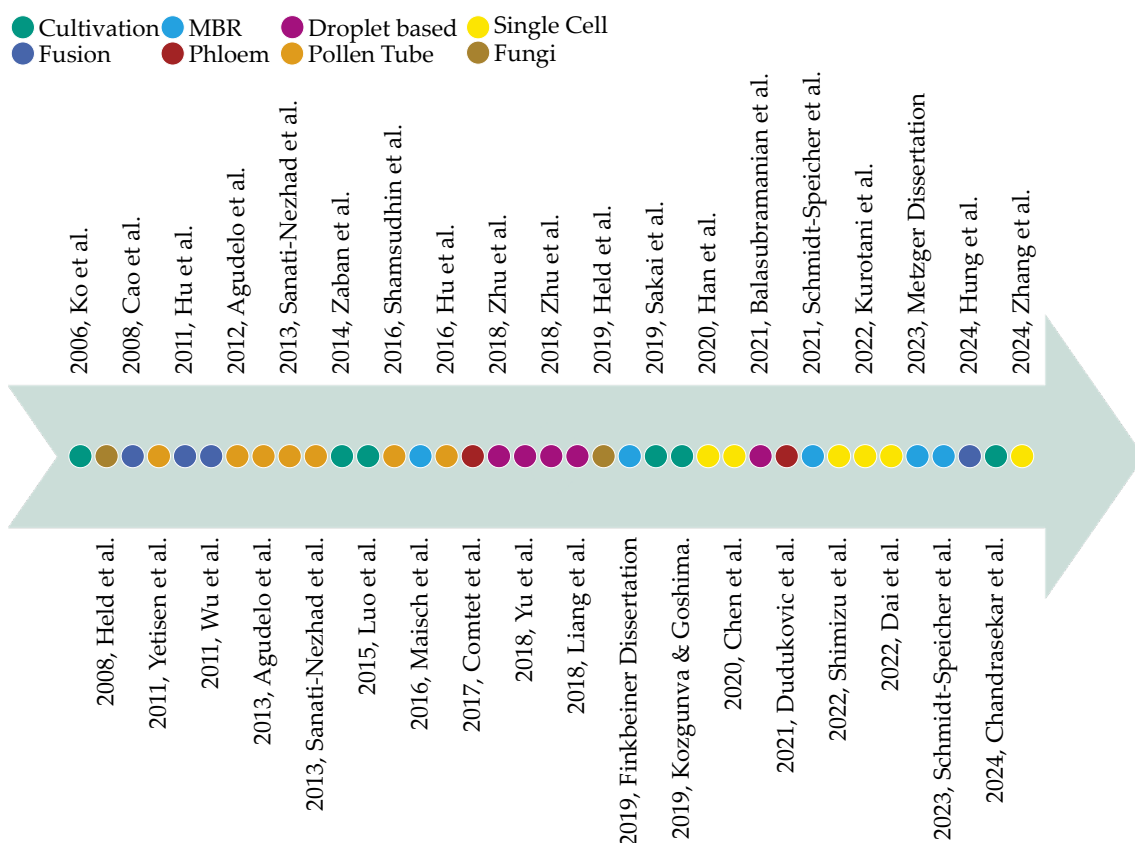 Cultivation MBR Droplet based Single Cell
Fusion Phloem Pollen Tube Fungi
2006, Ko et al.
2008, Cao et al.
2011, Hu et al.
2012, Agudelo et al.
2013, Sanati-Nezhad et al.
2014, Zaban et al.
2016, Shamsudhin et al.
2016, Hu et al.
2018, Zhu et al.
2018, Zhu et al.
2019, Held et al.
2019, Sakai et al.
2020, Han et al.
2021, Balasubramanian et al.
2021, Schmidt-Speicher et al.
2022, Kurotani et al.
2023, Metzger Dissertation
2024, Hung et al.
2024, Zhang et al.
2008, Held et al.
2011, Yetisen et al.
2011, Wu et al.
2013, Agudelo et al.
2013, Sanati-Nezhad et al.
2015, Luo et al.
2016, Maisch et al.
2017, Comtet et al.
2018, Yu et al.
2018, Liang et al.
2019, Finkbeiner Dissertation
2019, Kozgunva & Goshima.
2020, Chen et al.
2021, Dudukovic et al.
2022, Shimizu et al.
2022, Dai et al.
2023, Schmidt-Speicher et al.
2024, Chandrasekar et al.